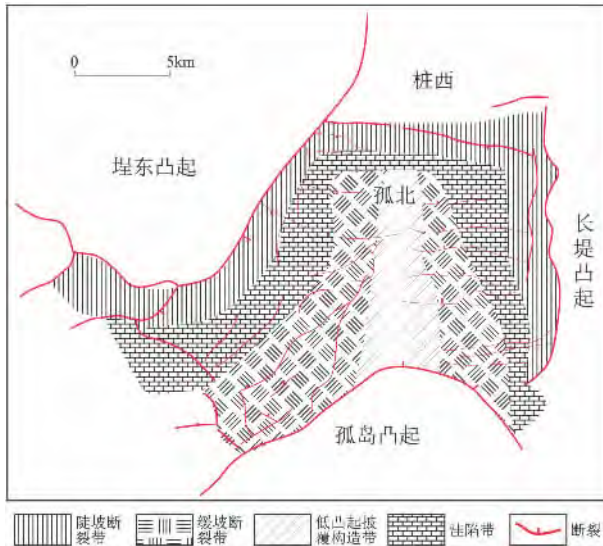 0 5km
桩西
埕东凸起
孤北
长堤凸起
孤岛凸起
陡坡断
裂带
缓坡断
裂带
低凸起披
覆构造带
洼陷带
断裂